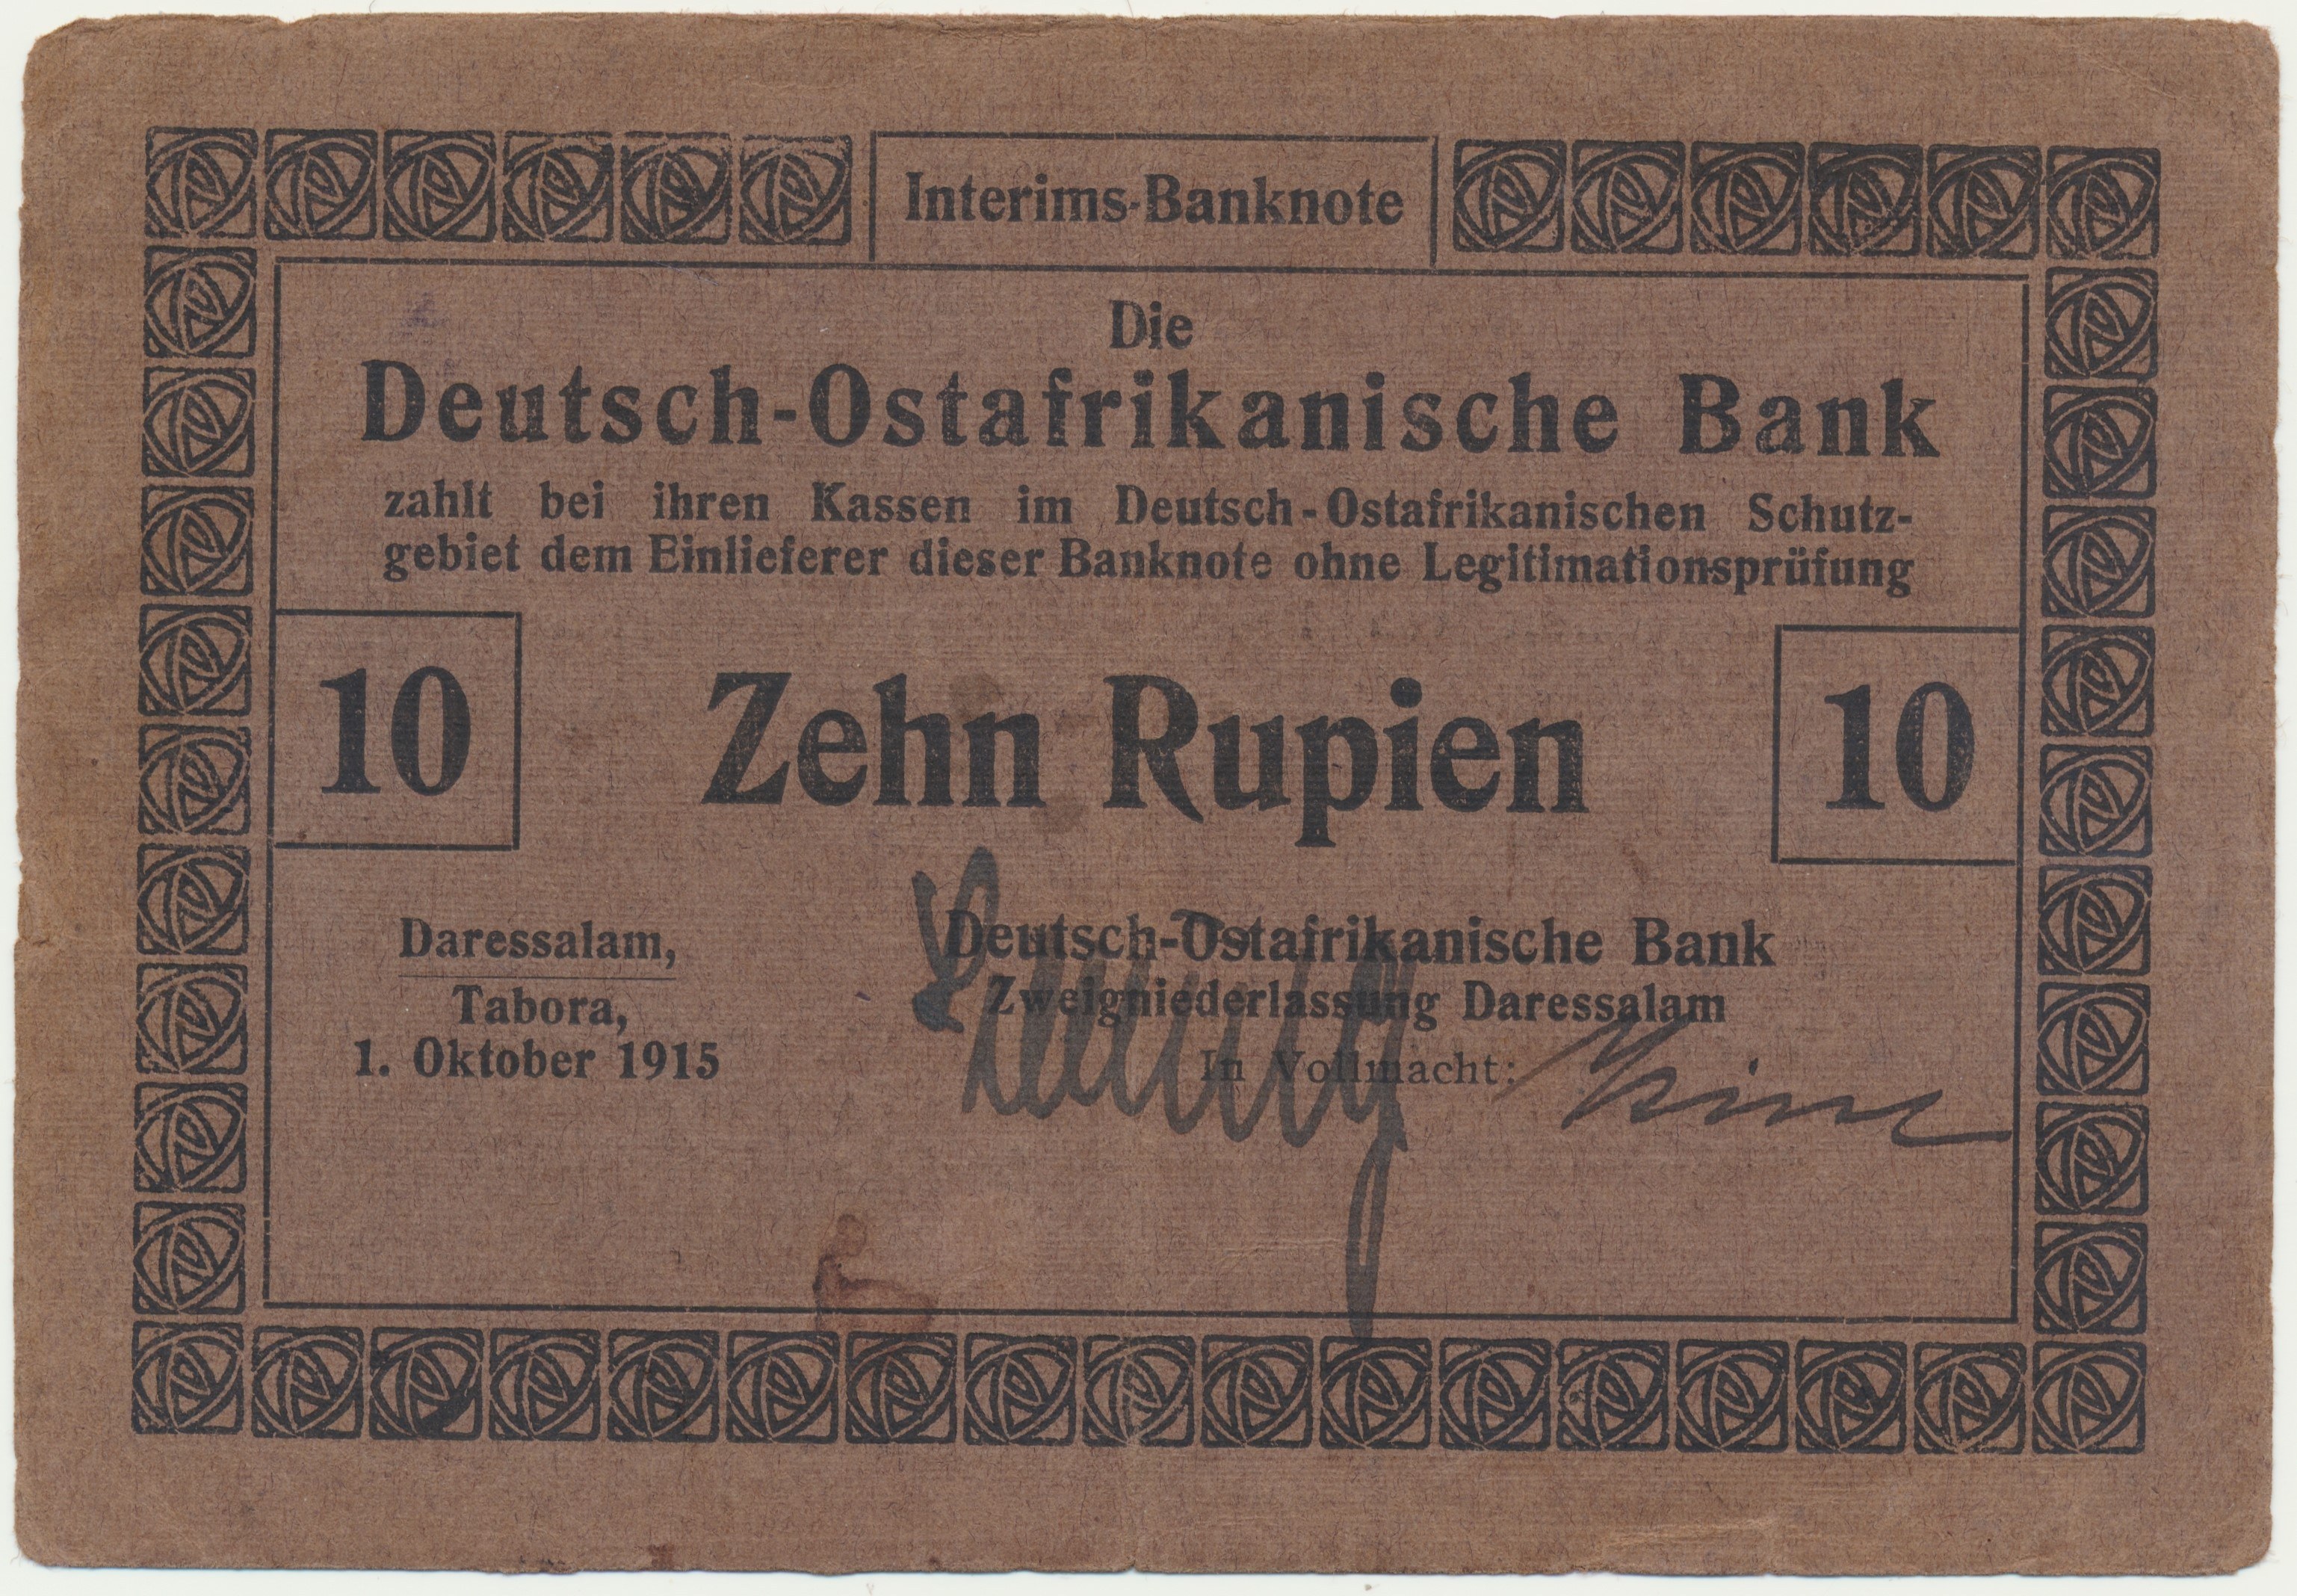 Interims-Banknote
Die
Deutsch-Ostafrikanische Bank
zahlt bei ihren Kassen im Deutsch-Ostafrikanischen Schutz-
gebiet dem Einlieferer dieser Banknote ohne Legitimationsprüfung
10 Zehn Rupien 10
Daressalam,
Tabora,
1. Oktober 1915
Deutsch-Ostafrikanische Bank
Zweigniederlassung Daressalam
In Vollmacht: